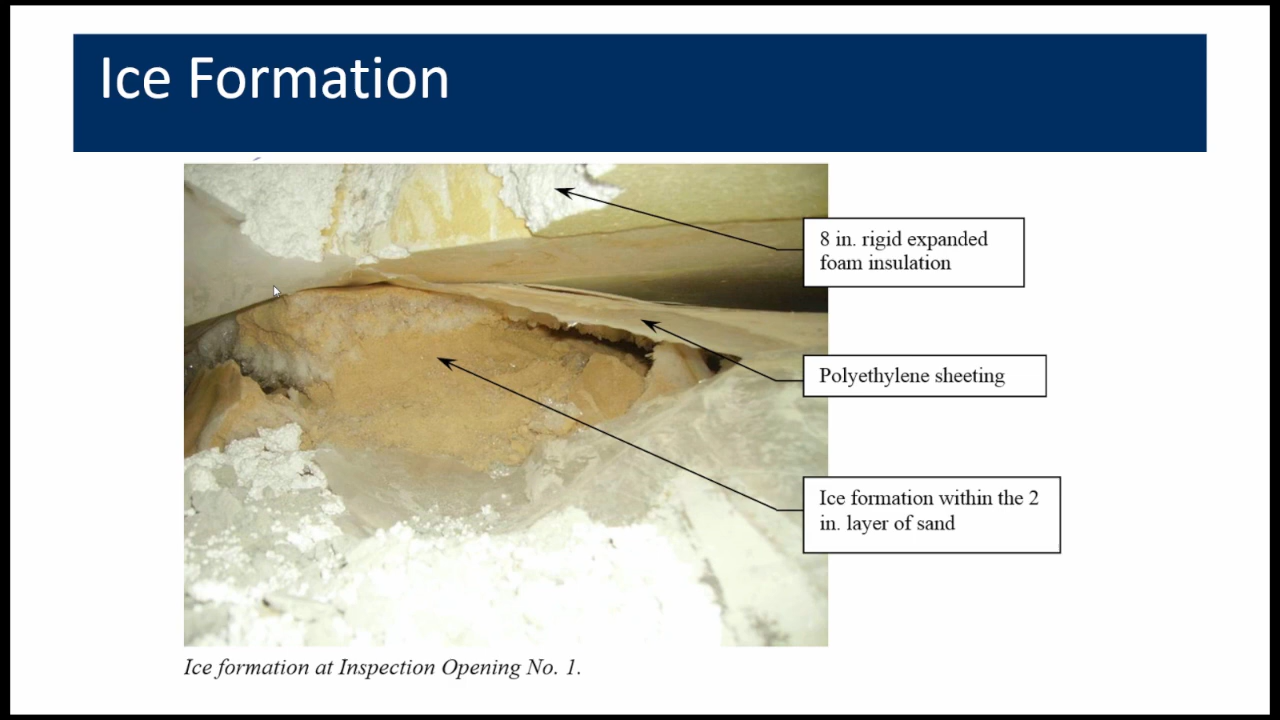 Ice Formation
8 in. rigid expanded
foam insulation
Polyethylene sheeting
Ice formation within the 2
in. layer of sand
Ice formation at Inspection Opening No. 1.